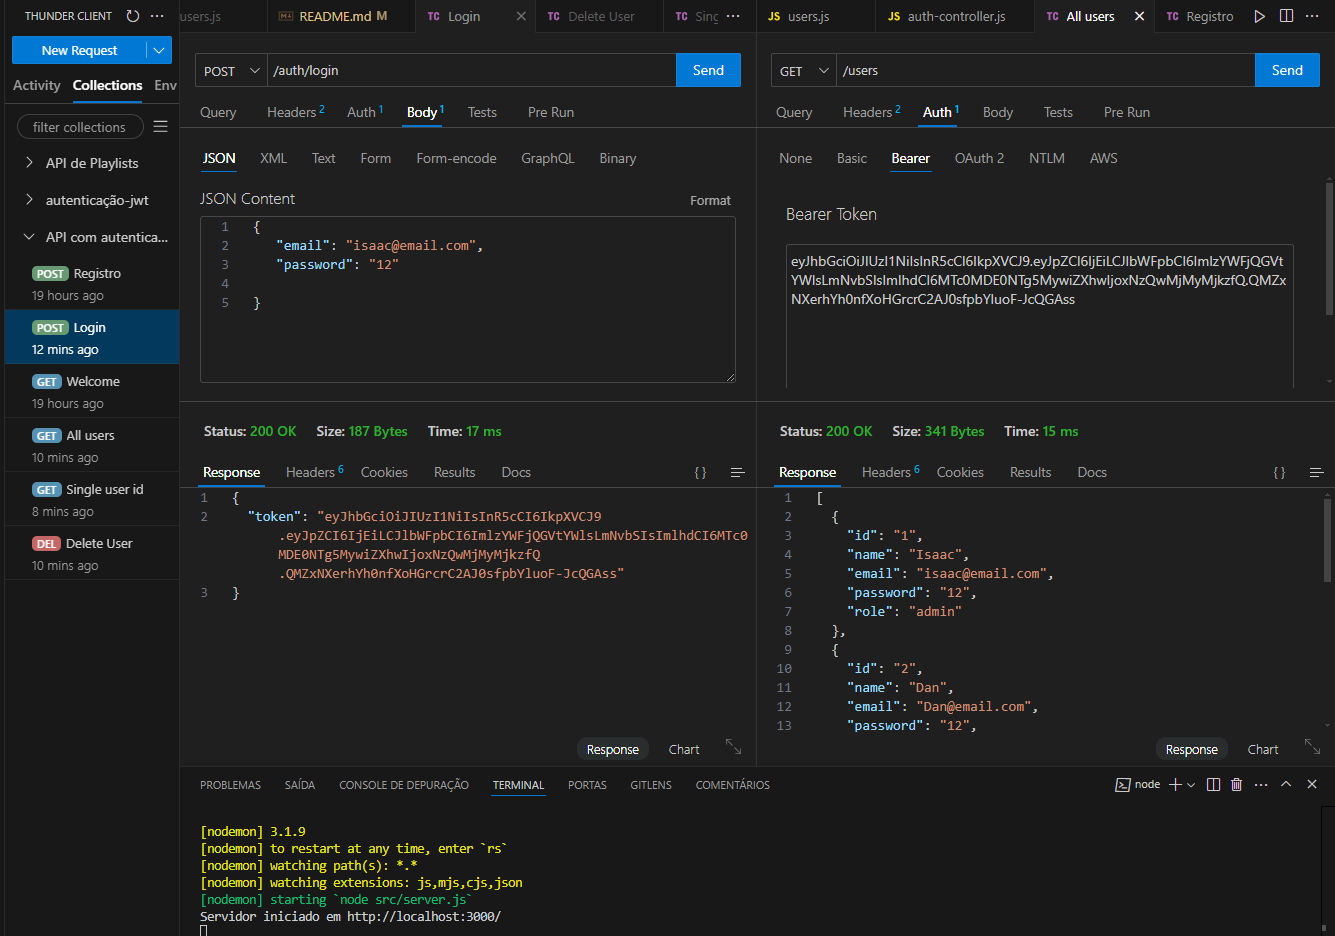 THUNDER CLIENT
New Request
Activity Collections Env
filter collections
API de Playlists
autenticação-jwt
API com autentica...
POST Registro
19 hours ago
POST Login
12 mins ago
GET Welcome
19 hours ago
GET All users
10 mins ago
GET Single user id
8 mins ago
DEL Delete User
10 mins ago
users.js README.md M TC Login TC Delete User TC
POST /auth/login Send
Query Headers 2 Auth 1 Body 1 Tests Pre Run
JSON XML Text Form Form-encode GraphQL Binary
JSON Content Format
1 {
2 "email": "isaac@email.com",
3 "password": "12"
4
5 }
Status: 200 OK Size: 187 Bytes Time: 17 ms
Response Headers 6 Cookies Results Docs { }
1 {
2 "token": "eyJhbGciOiJIUzI1NiIsInR5cCI6IkpXVCJ9
.eyJpZCI6IjEiLCJlbWFpbCI6ImlzYWFjQGVtYWlsLmNvbSIsImlhdCI6MTc0
MDE0NTg5MywiZXhwIjoxNzQwMjMyMjkzfQ
.QMZxNXerhYh0nfXoHGrcrC2AJ0sfpbYluoF-JcQGAss"
3 }
Response Chart
JS users.js JS auth-controller.js TC All users TC Registro
GET /users Send
Query Headers 2 Auth 1 Body Tests Pre Run
None Basic Bearer OAuth 2 NTLM AWS
Bearer Token
eyJhbGciOiJIUzI1NiIsInR5cCI6IkpXVCJ9.eyJpZCI6IjEiLCJlbWFpbCI6ImlzYWFjQGVt
YWlsLmNvbSIsImlhdCI6MTc0MDE0NTg5MywiZXhwIjoxNzQwMjMyMjkzfQ.QMZx
NXerhYh0nfXoHGrcrC2AJ0sfpbYluoF-JcQGAss
Status: 200 OK Size: 341 Bytes Time: 15 ms
Response Headers 6 Cookies Results Docs { }
1 [
2 {
3 "id": "1",
4 "name": "Isaac",
5 "email": "isaac@email.com",
6 "password": "12",
7 "role": "admin"
8 },
9 {
10 "id": "2",
11 "name": "Dan",
12 "email": "Dan@email.com",
13 "password": "12",
Response Chart
PROBLEMAS SAÍDA CONSOLE DE DEPURAÇÃO TERMINAL PORTAS GITLENS COMENTÁRIOS node
[nodemon] 3.1.9
[nodemon] to restart at any time, enter `rs`
[nodemon] watching path(s): *.*
[nodemon] watching extensions: js,mjs,cjs,json
[nodemon] starting `node src/server.js`
Servidor iniciado em http://localhost:3000/